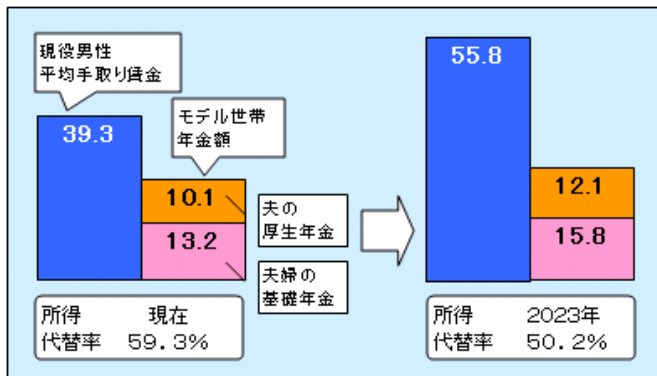 現役男性
平均手取り賃金
モデル世帯
年金額
39.3
10.1
13.2
夫の
厚生年金
夫婦の
基礎年金
所得 現在
代替率 59.3%
55.8
12.1
15.8
所得 2023年
代替率 50.2%